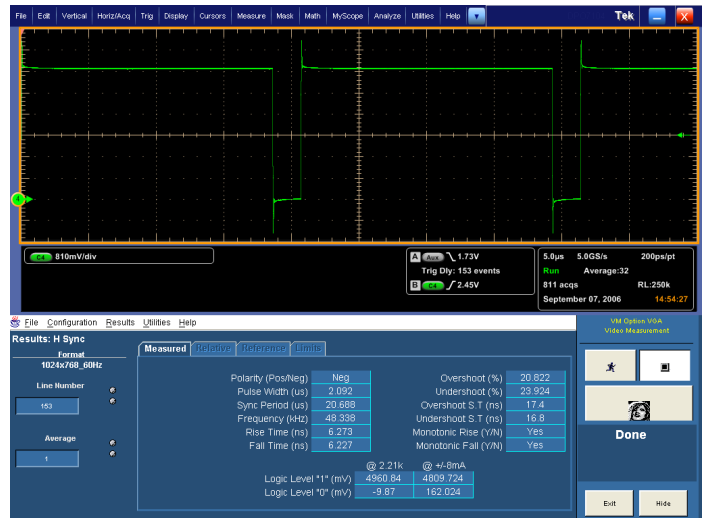 File Edit Vertical Horiz/Acq Trig Display Cursors Measure Mask Math MyScope Analyze Utilities Help Tek X
4
C4 810mV/div
A Aux 1.73V
Trig Dly: 153 events
B C4 2.45V
5.0µs 5.0GS/s 200ps/pt
Run Average:32
811 acqs RL:250k
September 07, 2006 14:54:27
File Configuration Results Utilities Help
Results: H Sync
Format
1024x768_60Hz
Line Number
153
Average
1
Measured Relative Reference Limits
Polarity (Pos/Neg) Neg
Pulse Width (us) 2.092
Sync Period (us) 20.688
Frequency (kHz) 48.338
Rise Time (ns) 6.273
Fall Time (ns) 6.227
Overshoot (%) 20.822
Undershoot (%) 23.924
Overshoot S.T (ns) 17.4
Undershoot S.T (ns) 16.8
Monotonic Rise (Y/N) Yes
Monotonic Fall (Y/N) Yes
@ 2.21k @ +/-8mA
Logic Level "1" (mV) 4960.84 4809.724
Logic Level "0" (mV) -9.87 162.024
VM Option VGA
Video Measurement
Done
Exit Hide